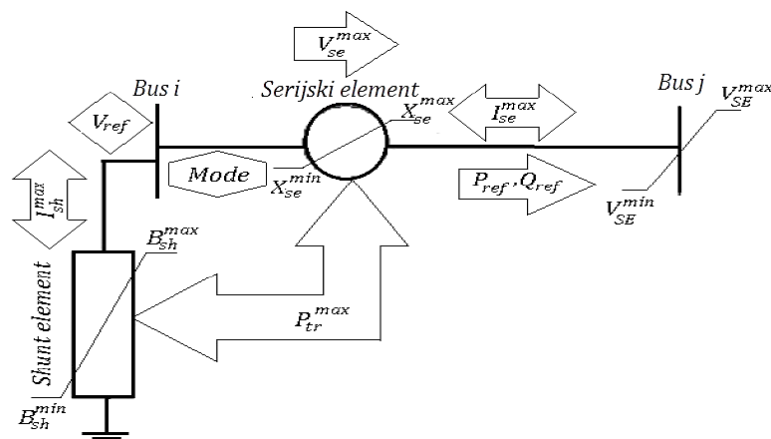 V_se^max
Bus i
Serijski element
Bus j
V_ref
X_se^max
I_se^max
V_SE^max
Mode
X_se^min
P_ref, Q_ref
V_SE^min
I_sh^max
B_sh^max
Shunt element
P_tr^max
B_sh^min